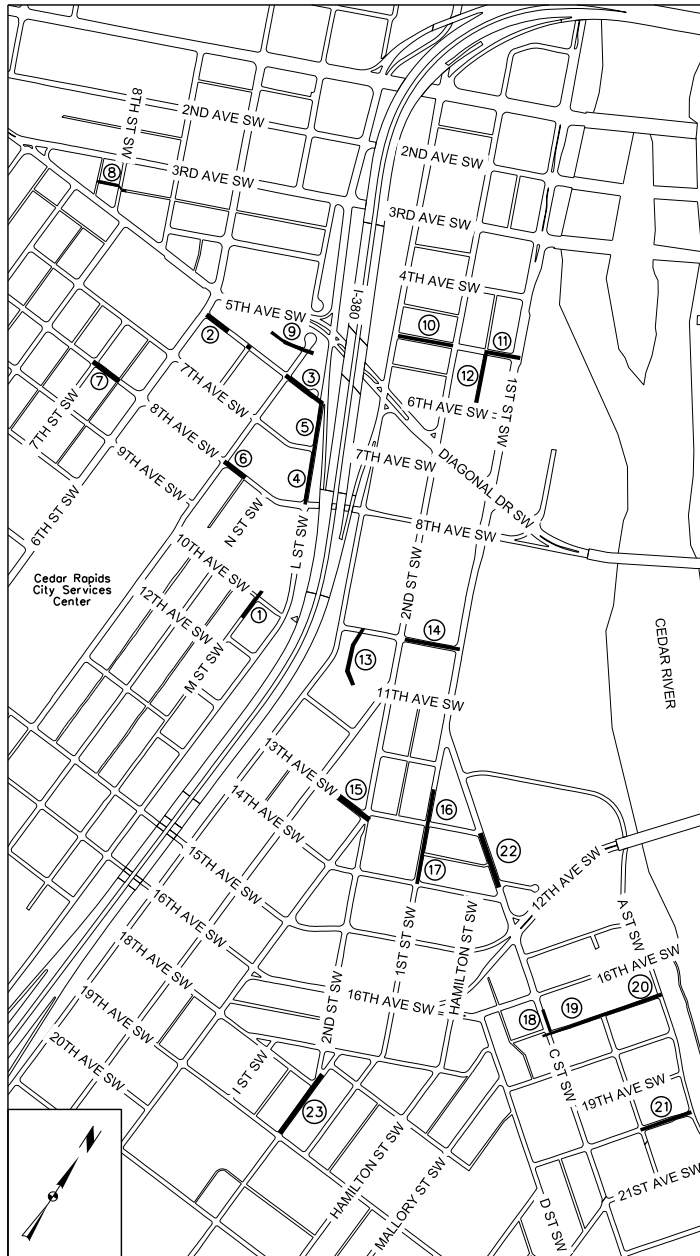 8TH ST SW
2ND AVE SW
2ND AVE SW
8
3RD AVE SW
3RD AVE SW
4TH AVE SW
I-380
5TH AVE SW
9
10
11
2
12
1ST ST SW
3
7
7TH AVE SW
6TH AVE SW
5
7TH ST SW
8TH AVE SW
DIAGONAL DR SW
6
7TH AVE SW
9TH AVE SW
4
N ST SW
L ST SW
8TH AVE SW
6TH ST SW
10TH AVE SW
2ND ST SW
Cedar Rapids
City Services
Center
12TH AVE SW
1
14
CEDAR RIVER
M ST SW
13
11TH AVE SW
13TH AVE SW
15
16
14TH AVE SW
22
15TH AVE SW
17
12TH AVE SW
A ST SW
16TH AVE SW
1ST ST SW
HAMILTON ST SW
18TH AVE SW
16TH AVE SW
16TH AVE SW
2ND ST SW
20
19TH AVE SW
18
19
I ST SW
C ST SW
20TH AVE SW
19TH AVE SW
23
21
HAMILTON ST SW
MALLORY ST SW
D ST SW
21ST AVE SW